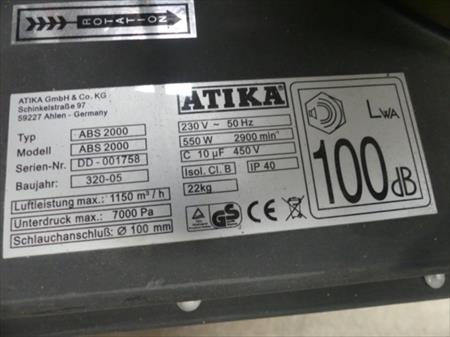 ROTATION
ATIKA GmbH & Co. KG
Schinkelstraße 97
59227 Ahlen - Germany
Typ ABS 2000
Modell ABS 2000
Serien-Nr. DD-001758
Baujahr: 320-05
Luftleistung max.: 1150 m³/h
Unterdruck max.: 7000 Pa
Schlauchanschluß: Ø 100 mm
ATIKA®
230 V ~ 50 Hz
550 W 2900 min⁻¹
C 10 µF 450 V
Isol. Cl. B IP 40
22kg
GS
CE
LWA
100 dB